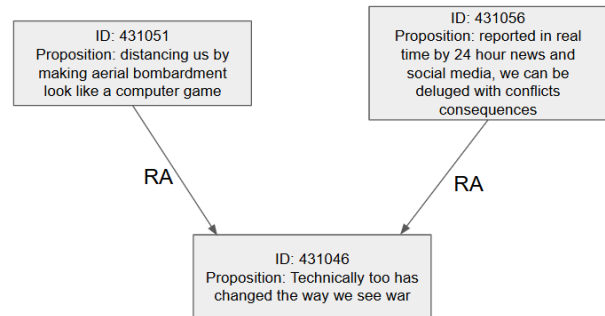 ID: 431051
Proposition: distancing us by
making aerial bombardment
look like a computer game
ID: 431056
Proposition: reported in real
time by 24 hour news and
social media, we can be
deluged with conflicts
consequences
RA
RA
ID: 431046
Proposition: Technically too has
changed the way we see war